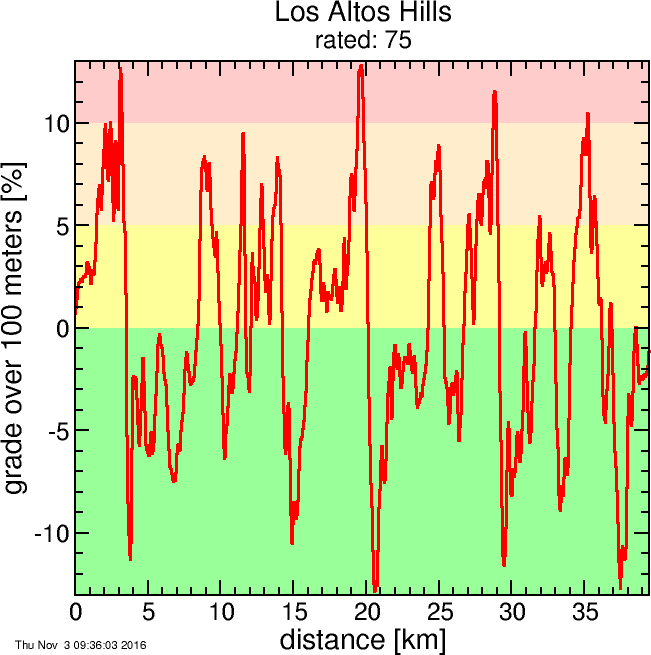 Los Altos Hills
rated: 75
grade over 100 meters [%]
10
5
0
-5
-10
0 5 10 15 20 25 30 35
distance [km]
Thu Nov 3 09:36:03 2016